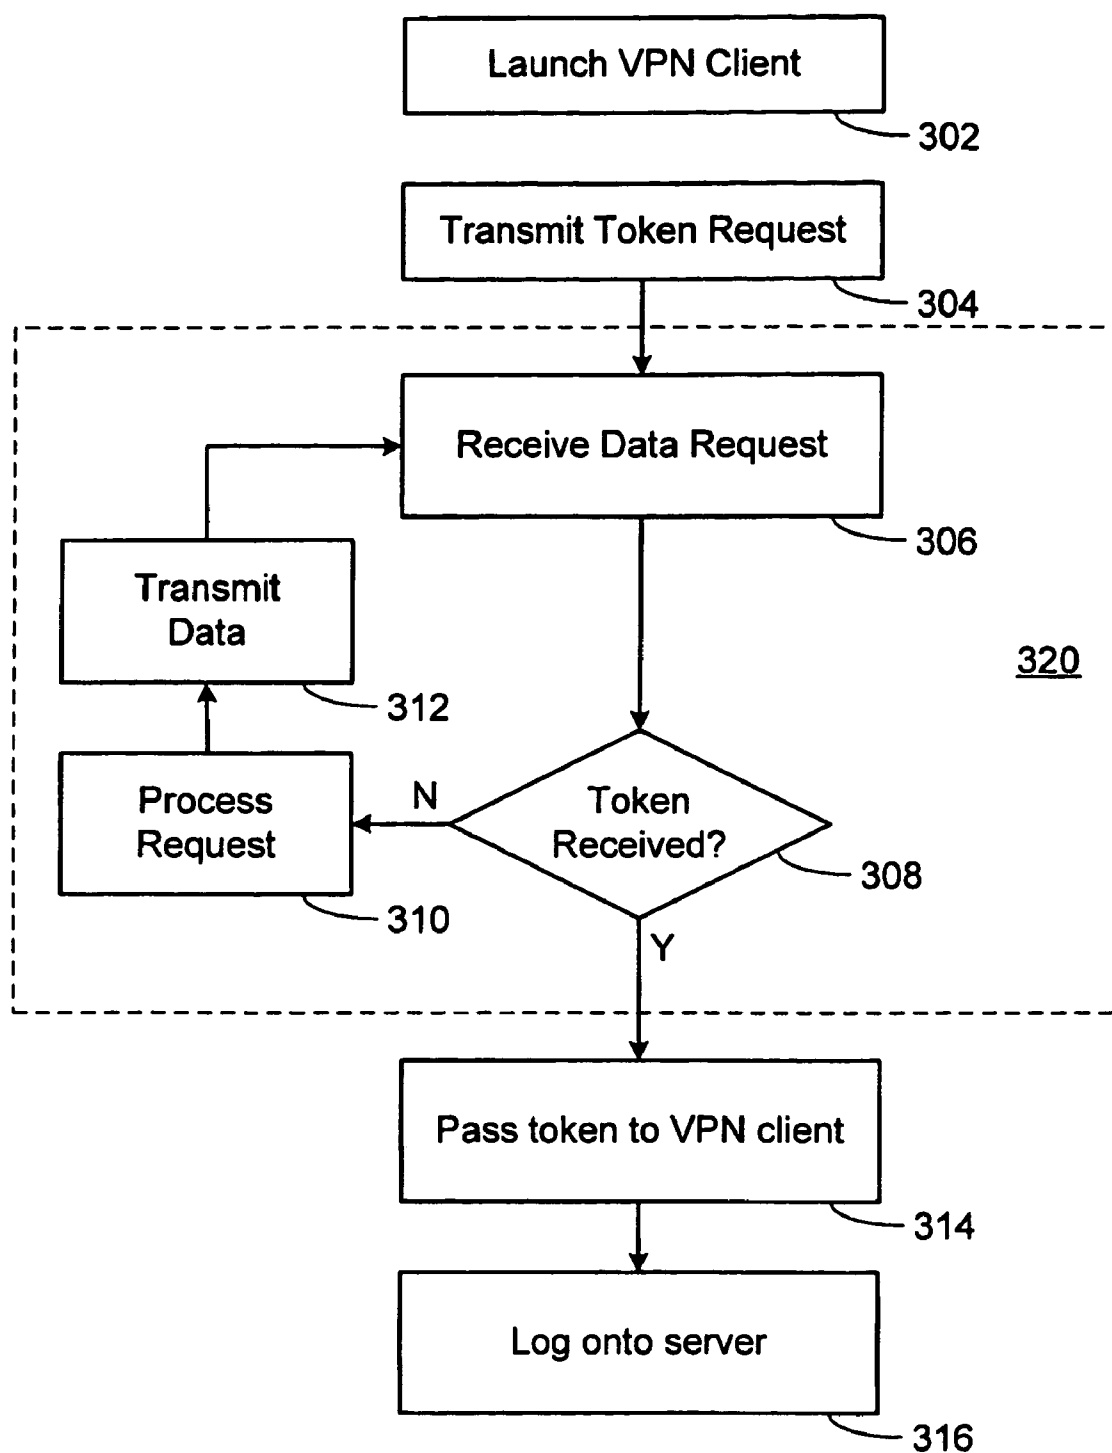 Launch VPN Client
302
Transmit Token Request
304
Receive Data Request
306
Transmit
Data
312
320
Process
Request
310
N
Token
Received?
308
Y
Pass token to VPN client
314
Log onto server
316